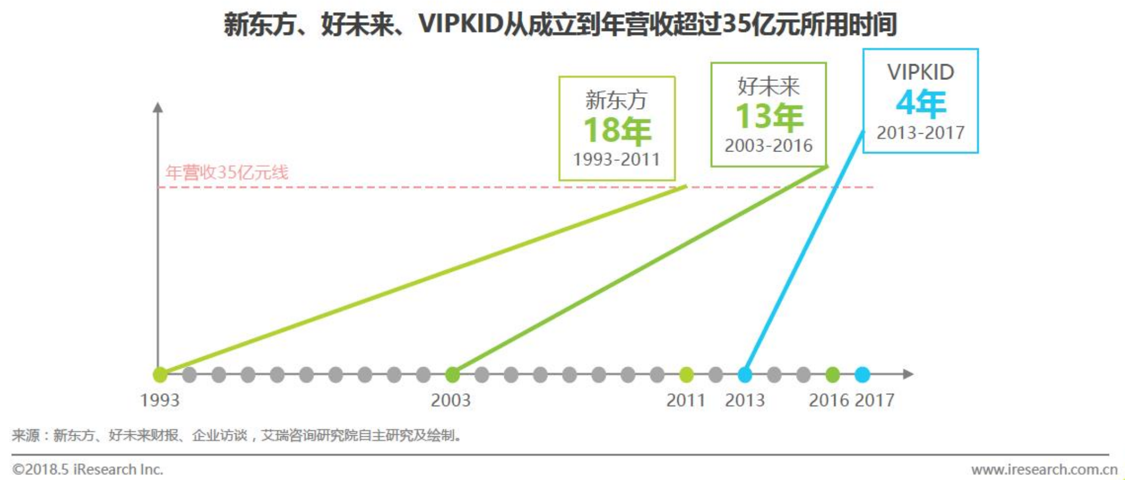 新东方、好未来、VIPKID从成立到年营收超过35亿元所用时间
新东方
18年
1993-2011
好未来
13年
2003-2016
VIPKID
4年
2013-2017
年营收35亿元线
1993
2003
2011
2013
2016
2017
来源：新东方、好未来财报、企业访谈，艾瑞咨询研究院自主研究及绘制。
©2018.5 iResearch Inc.
www.iresearch.com.cn